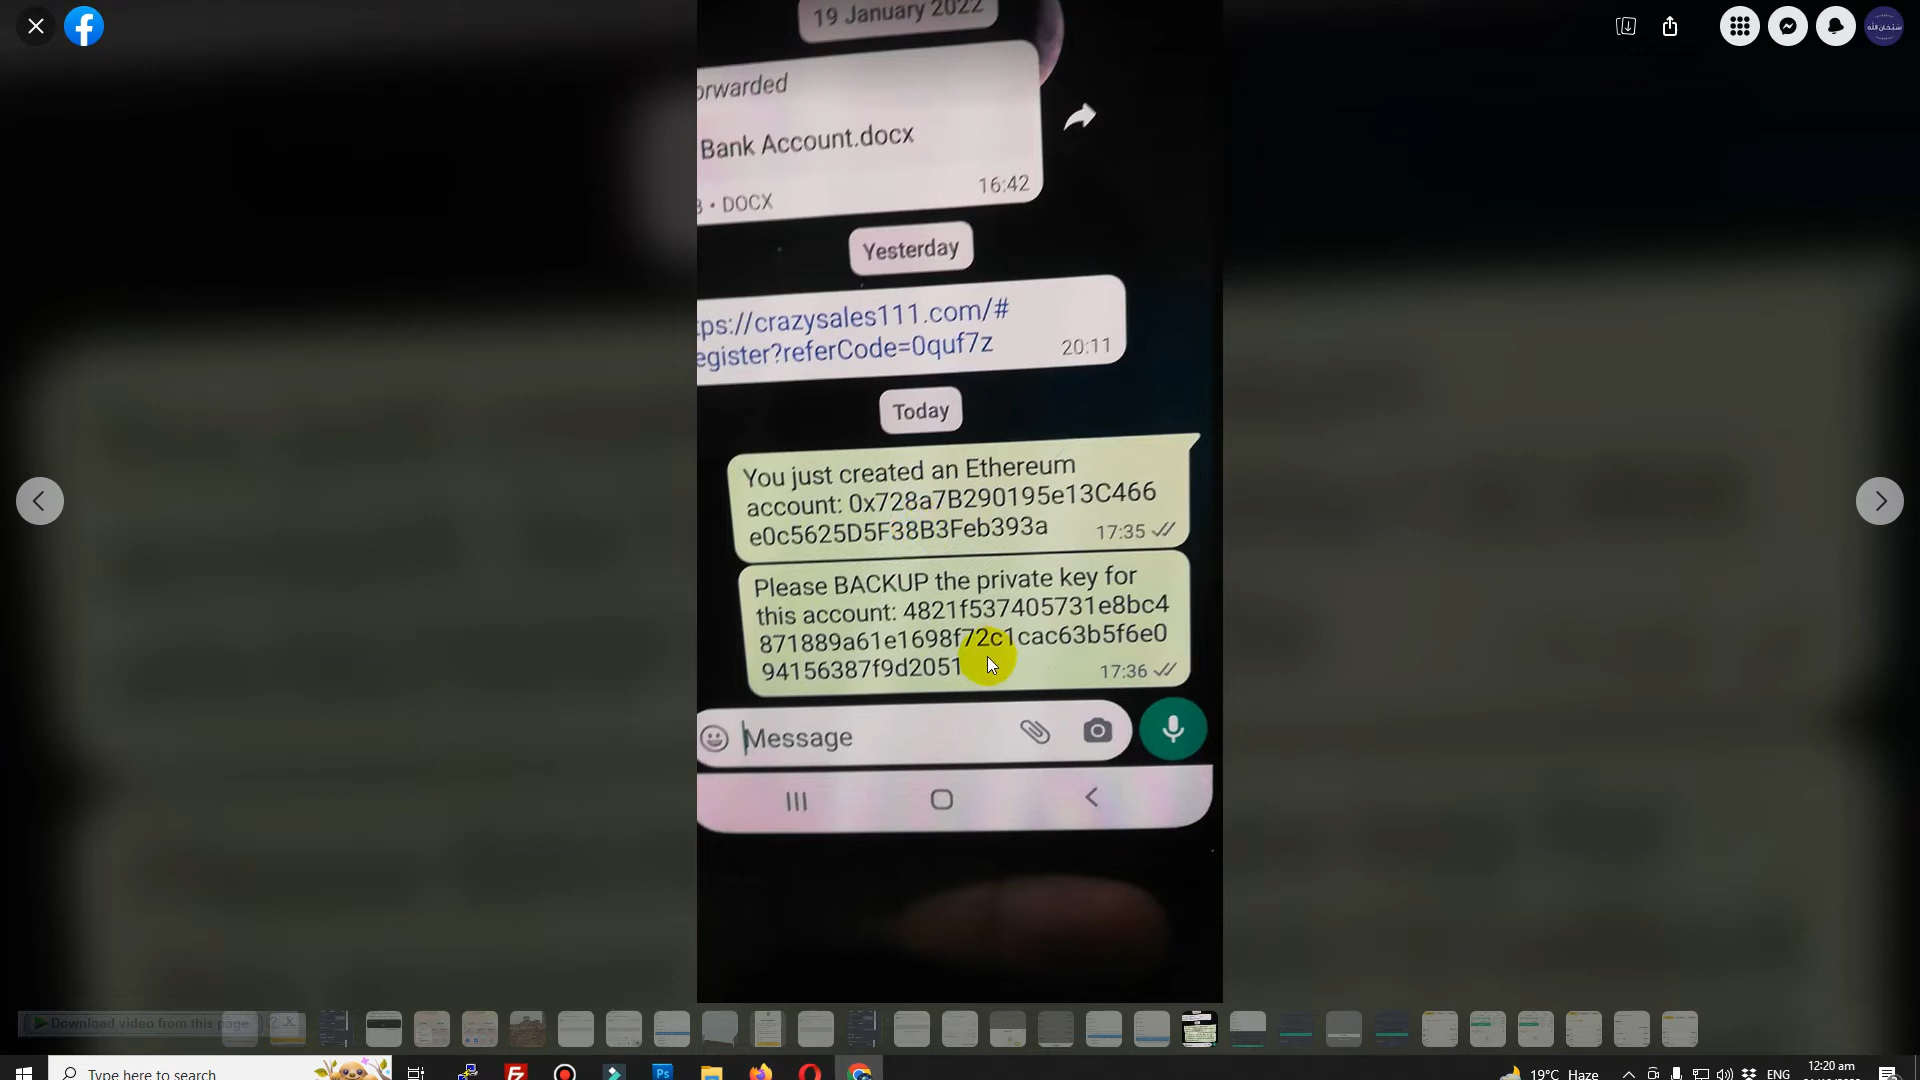 19 January 2022
orwarded
Bank Account.docx
• DOCX
16:42
Yesterday
tps://crazysales111.com/#
egister?referCode=0quf7z
20:11
Today
You just created an Ethereum
account: 0x728a7B290195e13C466
e0c5625D5F38B3Feb393a
17:35
Please BACKUP the private key for
this account: 4821f537405731e8bc4
871889a61e1698f72c1cac63b5f6e0
94156387f9d2051
17:36
Message
Download video from this page
Type here to search
19°C Haze
ENG
12:20 am